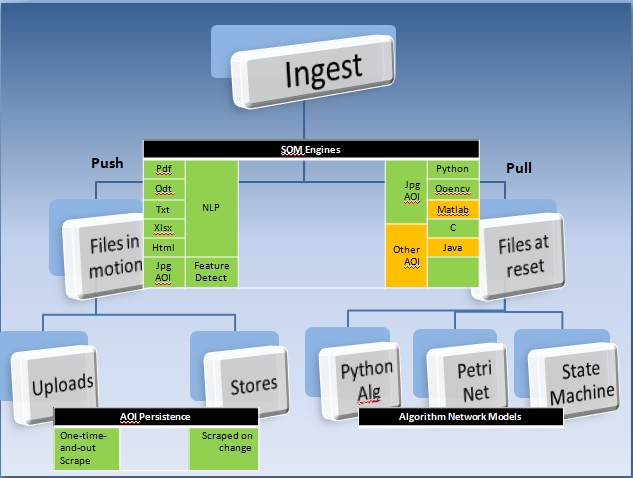 Ingest
SOM Engines
Push
Pull
Pdf
Odt
Txt
Xlsx
Html
NLP
Jpg
AOI
Feature
Detect
Jpg
AOI
Other
AOI
Python
Opencv
Matlab
C
Java
Files in
motion
Files at
reset
Uploads
Stores
Python
Alg
Petri
Net
State
Machine
AOI Persistence
One-time-
and-out
Scrape
Scraped on
change
Algorithm Network Models